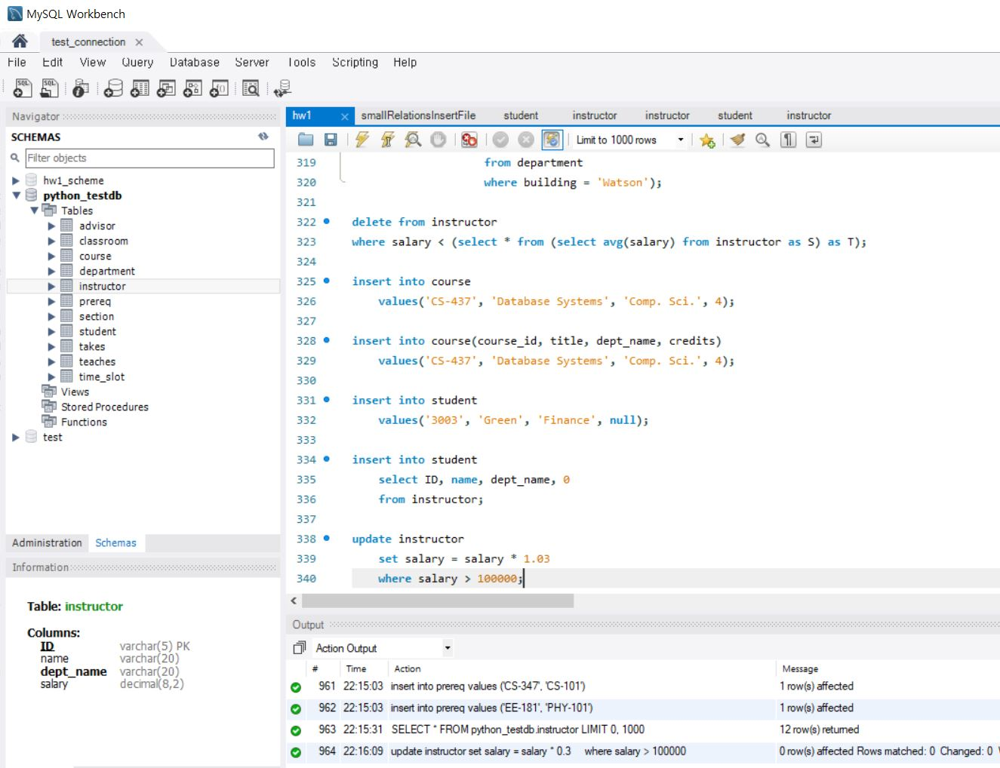 MySQL Workbench
test_connection
File Edit View Query Database Server Tools Scripting Help
Navigator
SCHEMAS
Filter objects
hw1_scheme
python_testdb
Tables
advisor
classroom
course
department
instructor
prereq
section
student
takes
teaches
time_slot
Views
Stored Procedures
Functions
test
Administration Schemas
Information
Table: instructor
Columns:
ID varchar(5) PK
name varchar(20)
dept_name varchar(20)
salary decimal(8,2)
hw1 smallRelationsInsertFile student instructor instructor student instructor
Limit to 1000 rows
319 from department
320 where building = 'Watson');
321
322 delete from instructor
323 where salary < (select * from (select avg(salary) from instructor as S) as T);
324
325 insert into course
326 values('CS-437', 'Database Systems', 'Comp. Sci.', 4);
327
328 insert into course(course_id, title, dept_name, credits)
329 values('CS-437', 'Database Systems', 'Comp. Sci.', 4);
330
331 insert into student
332 values('3003', 'Green', 'Finance', null);
333
334 insert into student
335 select ID, name, dept_name, 0
336 from instructor;
337
338 update instructor
339 set salary = salary * 1.03
340 where salary > 100000;
Output
Action Output
# Time Action Message
961 22:15:03 insert into prereq values ('CS-347', 'CS-101') 1 row(s) affected
962 22:15:03 insert into prereq values ('EE-181', 'PHY-101') 1 row(s) affected
963 22:15:31 SELECT * FROM python_testdb.instructor LIMIT 0, 1000 12 row(s) returned
964 22:16:09 update instructor set salary = salary * 0.3 where salary > 100000 0 row(s) affected Rows matched: 0 Changed: 0